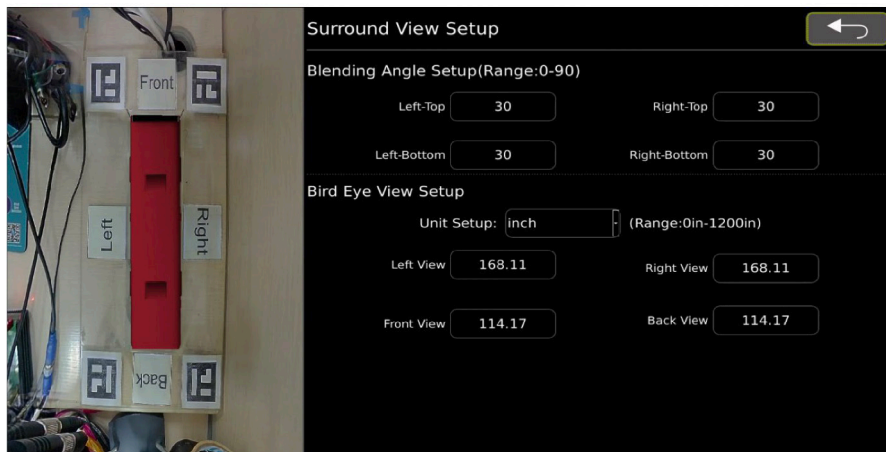 Surround View Setup
Blending Angle Setup(Range:0-90)
Left-Top 30
Right-Top 30
Left-Bottom 30
Right-Bottom 30
Bird Eye View Setup
Unit Setup: inch (Range:0in-1200in)
Left View 168.11
Right View 168.11
Front View 114.17
Back View 114.17
Front
Left
Right
Back